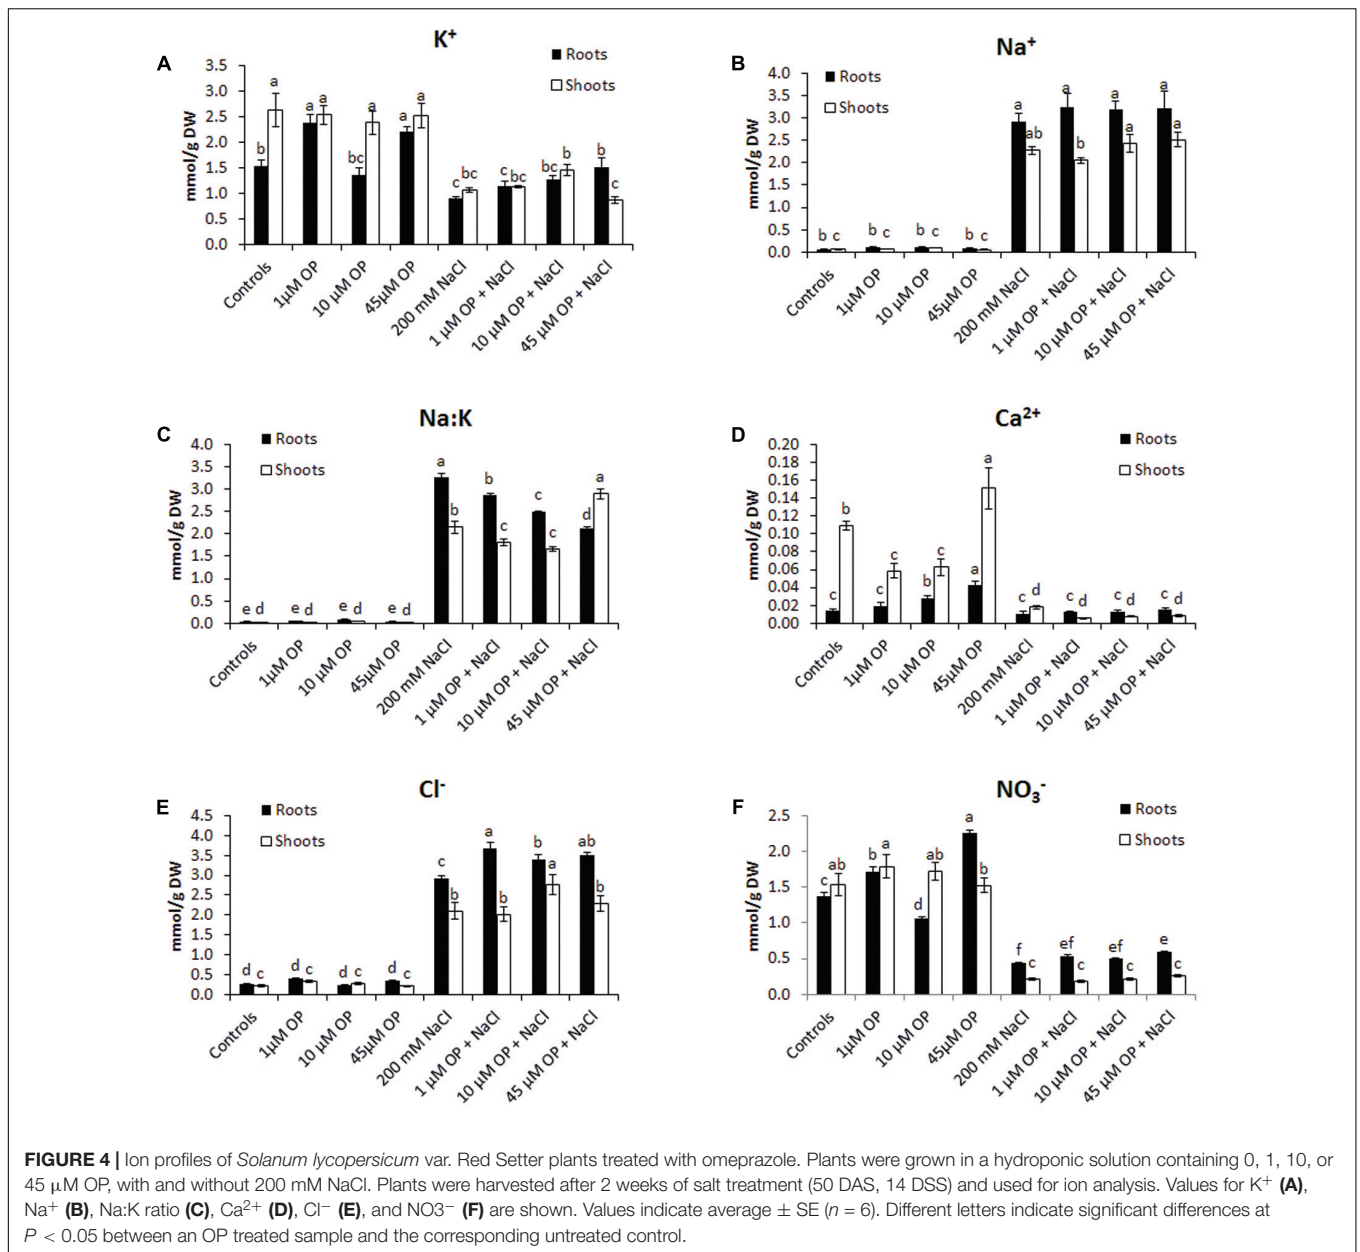 A
K⁺
Roots
Shoots
mmol/g DW
3.5
3.0
2.5
2.0
1.5
1.0
0.5
0.0
b a a a bc a a a c bc c bc bc b b c
Controls
1µM OP
10 µM OP
45µM OP
200 mM NaCl
1 µM OP + NaCl
10 µM OP + NaCl
45 µM OP + NaCl
B
Na⁺
Roots
Shoots
mmol/g DW
4.0
3.5
3.0
2.5
2.0
1.5
1.0
0.5
0.0
b c b c b c b c a ab a b a a a a
Controls
1µM OP
10 µM OP
45µM OP
200 mM NaCl
1 µM OP + NaCl
10 µM OP + NaCl
45 µM OP + NaCl
C
Na:K
Roots
Shoots
mmol/g DW
4.0
3.5
3.0
2.5
2.0
1.5
1.0
0.5
0.0
e d e d e d e d a b b c c c d a
Controls
1µM OP
10 µM OP
45µM OP
200 mM NaCl
1 µM OP + NaCl
10 µM OP + NaCl
45 µM OP + NaCl
D
Ca²⁺
Roots
Shoots
mmol/g DW
0.20
0.18
0.16
0.14
0.12
0.10
0.08
0.06
0.04
0.02
0.00
c b c c b c a a c d c d c d c d
Controls
1µM OP
10 µM OP
45µM OP
200 mM NaCl
1 µM OP + NaCl
10 µM OP + NaCl
45 µM OP + NaCl
E
Cl⁻
Roots
Shoots
mmol/g DW
4.5
4.0
3.5
3.0
2.5
2.0
1.5
1.0
0.5
0.0
d c d c d c d c c b a b b a ab b
Controls
1µM OP
10 µM OP
45µM OP
200 mM NaCl
1 µM OP + NaCl
10 µM OP + NaCl
45 µM OP + NaCl
F
NO₃⁻
Roots
Shoots
mmol/g DW
2.5
2.0
1.5
1.0
0.5
0.0
c ab b a d ab a b f c ef c ef c e c
Controls
1µM OP
10 µM OP
45µM OP
200 mM NaCl
1 µM OP + NaCl
10 µM OP + NaCl
45 µM OP + NaCl
FIGURE 4 | Ion profiles of Solanum lycopersicum var. Red Setter plants treated with omeprazole. Plants were grown in a hydroponic solution containing 0, 1, 10, or
45 µM OP, with and without 200 mM NaCl. Plants were harvested after 2 weeks of salt treatment (50 DAS, 14 DSS) and used for ion analysis. Values for K⁺ (A),
Na⁺ (B), Na:K ratio (C), Ca²⁺ (D), Cl⁻ (E), and NO3⁻ (F) are shown. Values indicate average ± SE (n = 6). Different letters indicate significant differences at
P < 0.05 between an OP treated sample and the corresponding untreated control.